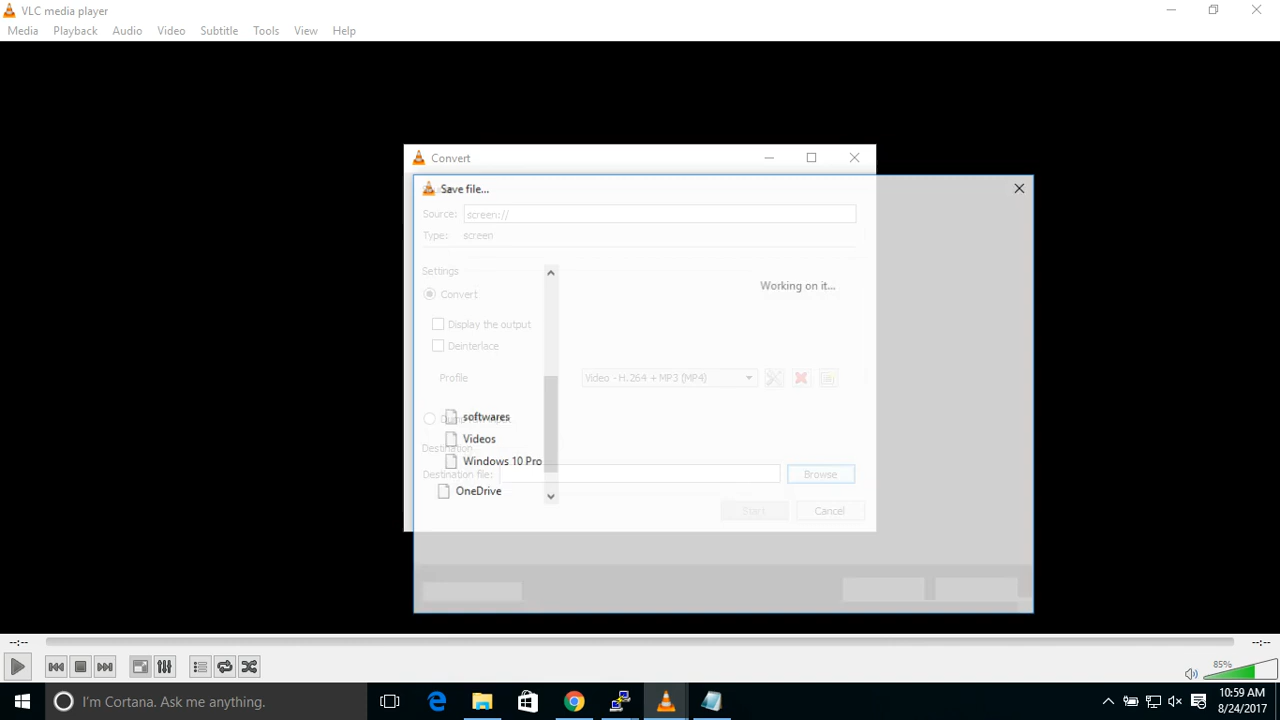 VLC media player
Media Playback Audio Video Subtitle Tools View Help
Convert
Save file...
Source: screen://
Type: screen
Settings
Convert
Working on it...
Display the output
Deinterlace
Profile Video - H.264 + MP3 (MP4)
softwares
Videos
Destination
Windows 10 Pro
Destination file: Browse
OneDrive
Start Cancel
--:-- --:--
85%
I'm Cortana. Ask me anything.
10:59 AM
8/24/2017